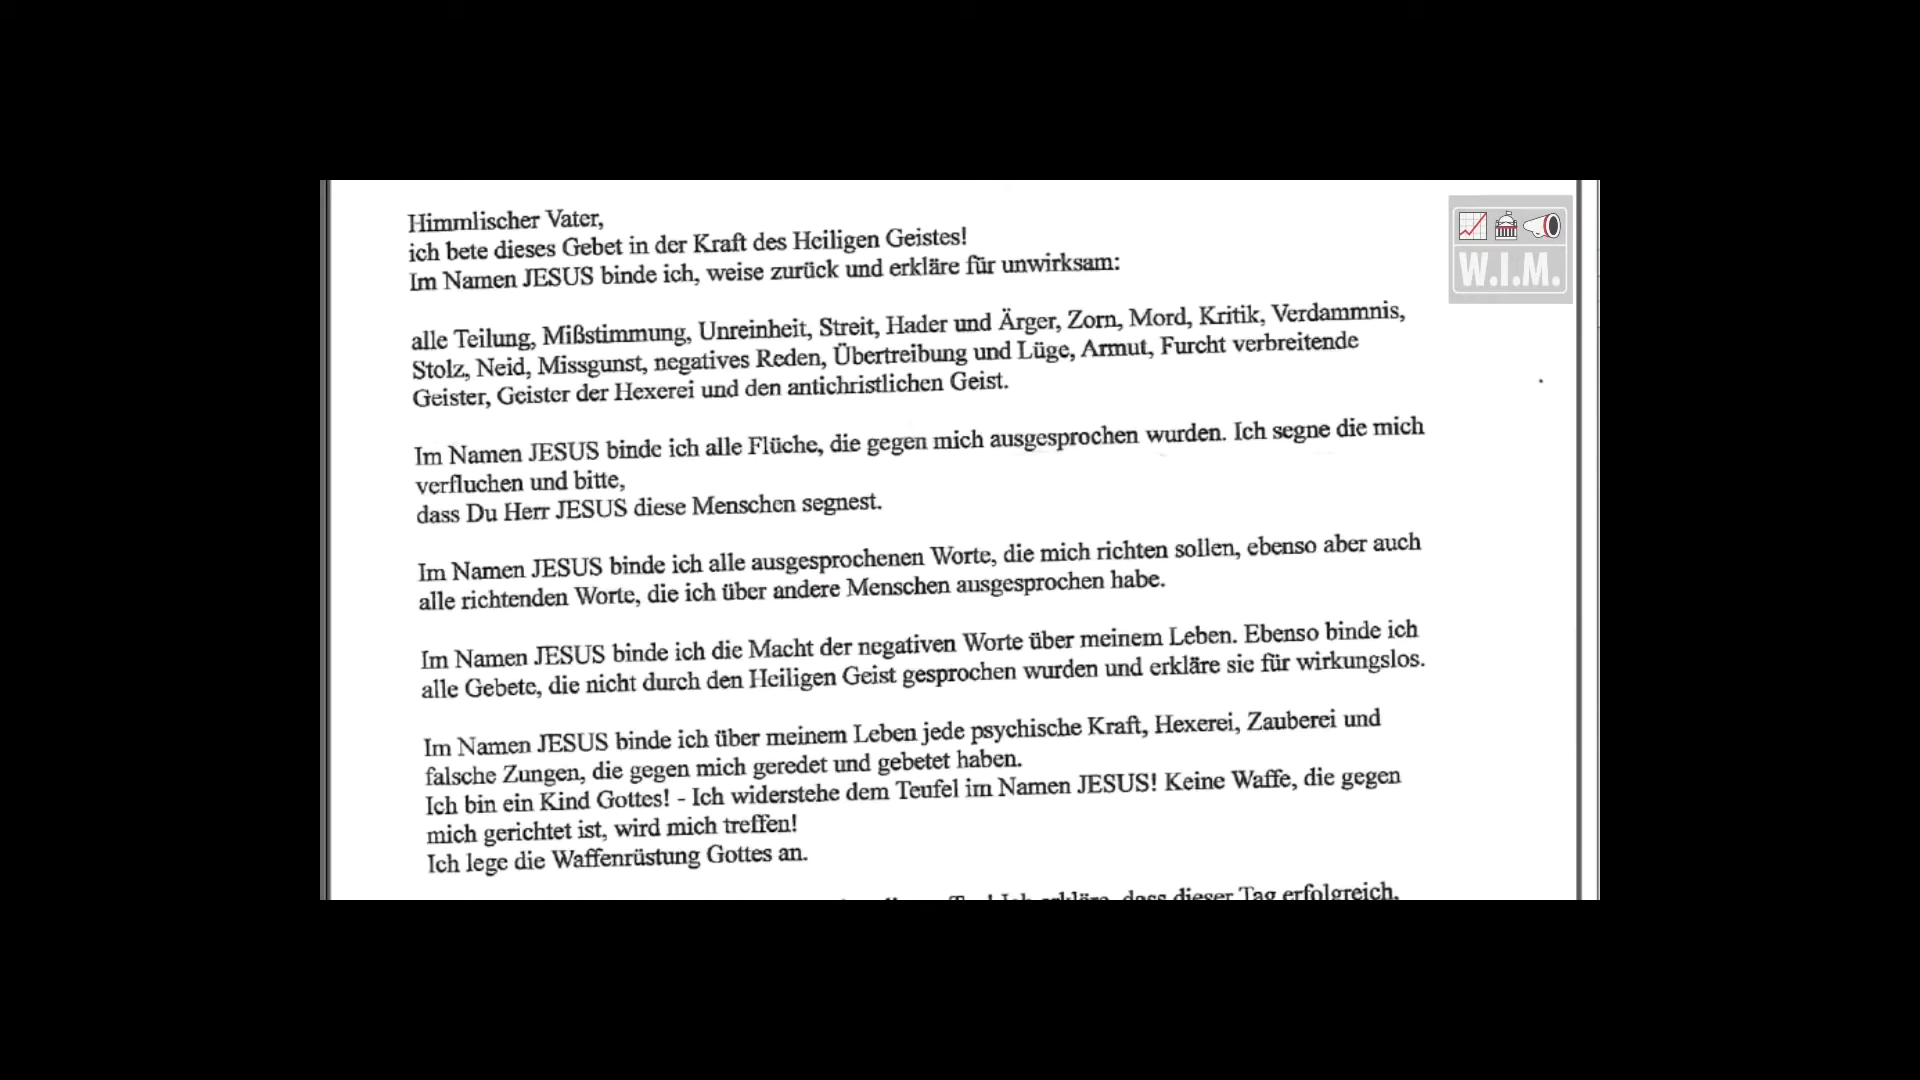 Himmlischer Vater,
ich bete dieses Gebet in der Kraft des Heiligen Geistes!
Im Namen JESUS binde ich, weise zurück und erkläre für unwirksam:
alle Teilung, Mißstimmung, Unreinheit, Streit, Hader und Ärger, Zorn, Mord, Kritik, Verdammnis,
Stolz, Neid, Missgunst, negatives Reden, Übertreibung und Lüge, Armut, Furcht verbreitende
Geister, Geister der Hexerei und den antichristlichen Geist.
Im Namen JESUS binde ich alle Flüche, die gegen mich ausgesprochen wurden. Ich segne die mich
verfluchen und bitte,
dass Du Herr JESUS diese Menschen segnest.
Im Namen JESUS binde ich alle ausgesprochenen Worte, die mich richten sollen, ebenso aber auch
alle richtenden Worte, die ich über andere Menschen ausgesprochen habe.
Im Namen JESUS binde ich die Macht der negativen Worte über meinem Leben. Ebenso binde ich
alle Gebete, die nicht durch den Heiligen Geist gesprochen wurden und erkläre sie für wirkungslos.
Im Namen JESUS binde ich über meinem Leben jede psychische Kraft, Hexerei, Zauberei und
falsche Zungen, die gegen mich geredet und gebetet haben.
Ich bin ein Kind Gottes! - Ich widerstehe dem Teufel im Namen JESUS! Keine Waffe, die gegen
mich gerichtet ist, wird mich treffen!
Ich lege die Waffenrüstung Gottes an.
Ich erkläre, dass dieser Tag erfolgreich,
W.I.M.